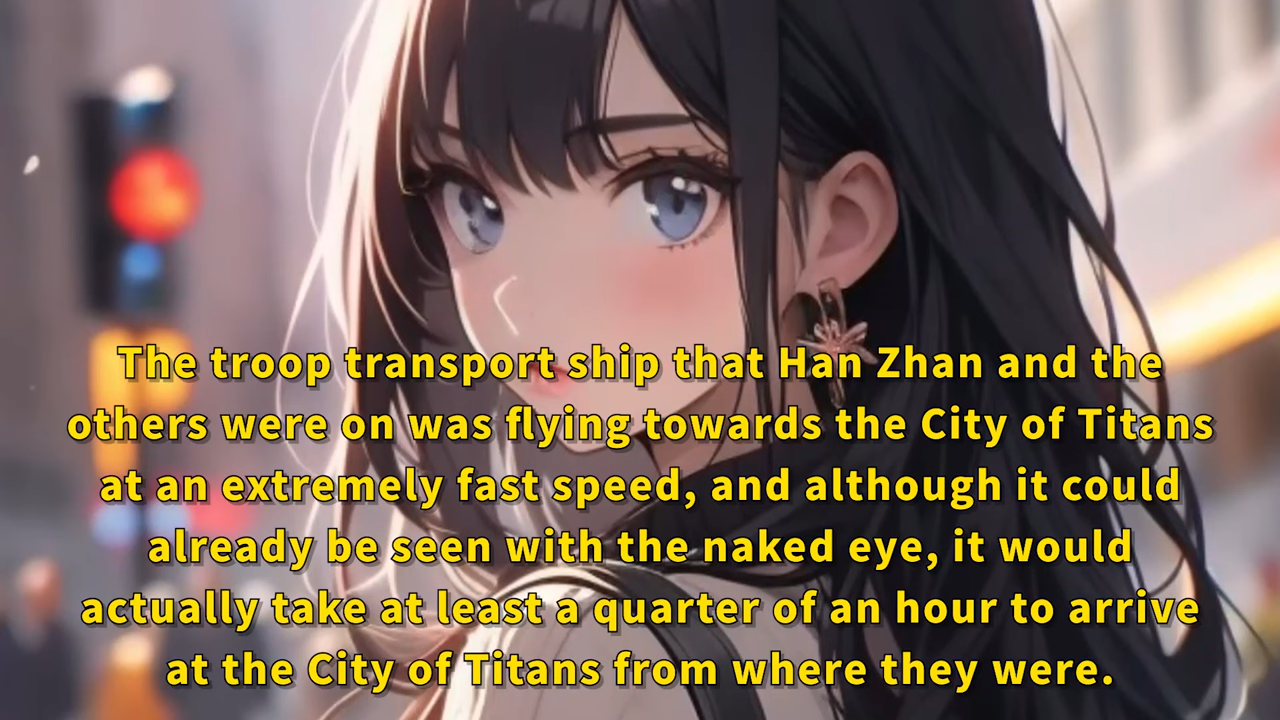 The troop transport ship that Han Zhan and the
others were on was flying towards the City of Titans
at an extremely fast speed, and although it could
already be seen with the naked eye, it would
actually take at least a quarter of an hour to arrive
at the City of Titans from where they were.